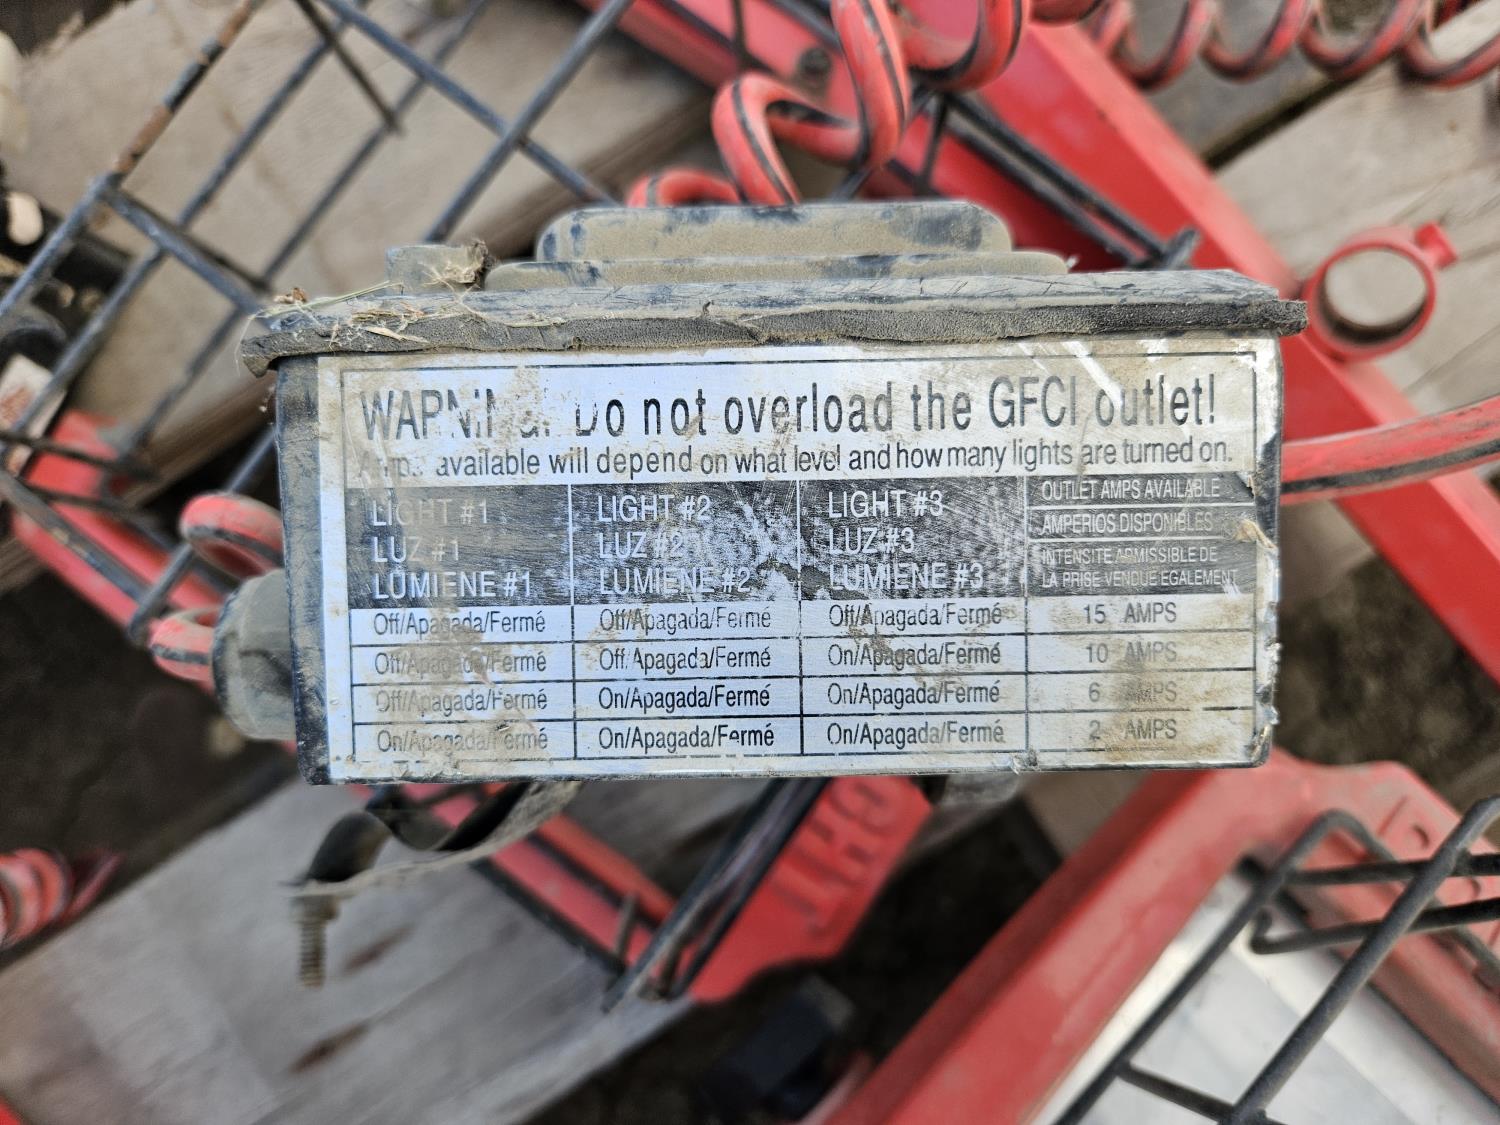 WARNING! Do not overload the GFCI outlet!
Amps available will depend on what level and how many lights are turned on.
LIGHT #1 LIGHT #2 LIGHT #3 OUTLET AMPS AVAILABLE
LUZ #1 LUZ #2 LUZ #3 AMPERIOS DISPONIBLES
LUMIENE #1 LUMIENE #2 LUMIENE #3 INTENSITE ADMISSIBLE DE
LA PRISE VENDUE EGALEMENT
Off/Apagada/Fermé Off/Apagada/Fermé Off/Apagada/Fermé 15 AMPS
Off/Apagada/Fermé Off/Apagada/Fermé On/Apagada/Fermé 10 AMPS
Off/Apagada/Fermé On/Apagada/Fermé On/Apagada/Fermé 6 AMPS
On/Apagada/Fermé On/Apagada/Fermé On/Apagada/Fermé 2 AMPS